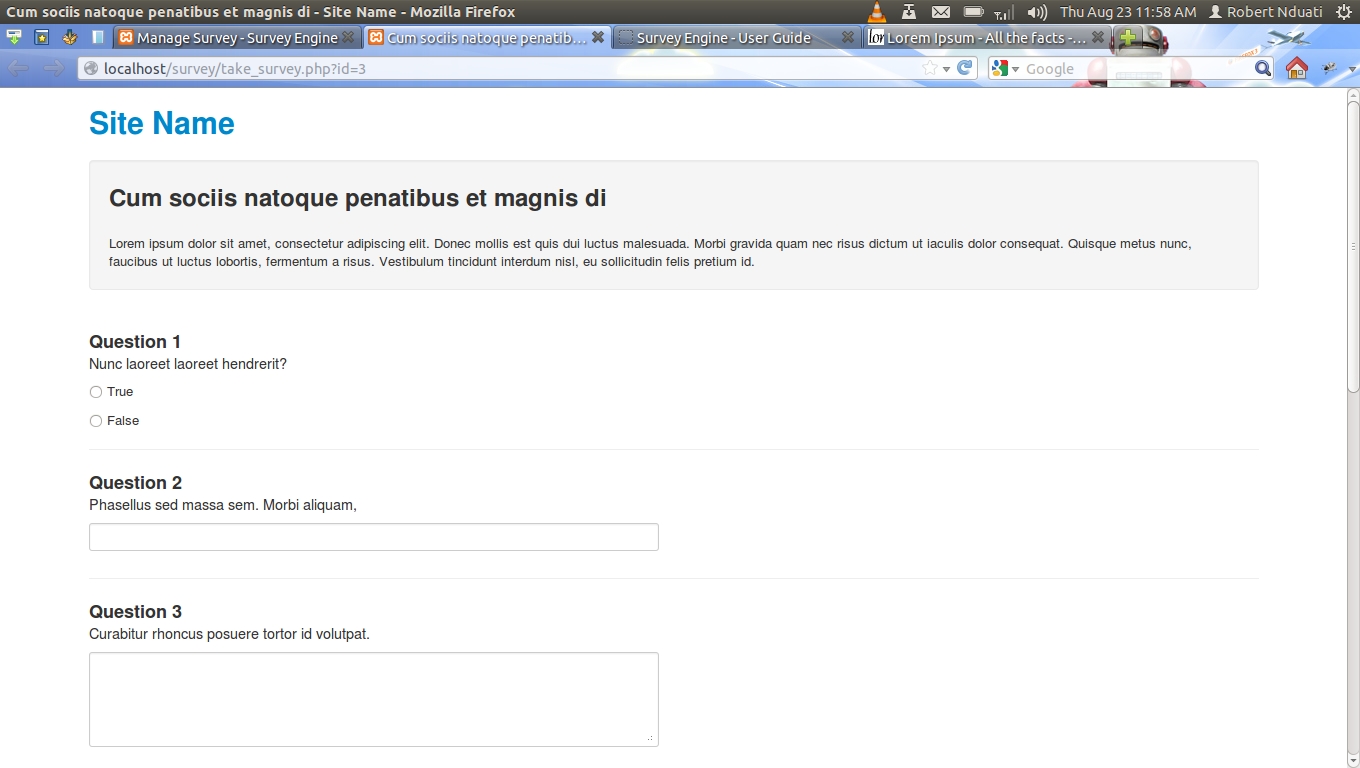 Cum sociis natoque penatibus et magnis di - Site Name - Mozilla Firefox
Thu Aug 23 11:58 AM Robert Nduati
Manage Survey - Survey Engine
Cum sociis natoque penatib...
Survey Engine - User Guide
lor Lorem Ipsum - All the facts -...
localhost/survey/take_survey.php?id=3
Google
Site Name
Cum sociis natoque penatibus et magnis di
Lorem ipsum dolor sit amet, consectetur adipiscing elit. Donec mollis est quis dui luctus malesuada. Morbi gravida quam nec risus dictum ut iaculis dolor consequat. Quisque metus nunc,
faucibus ut luctus lobortis, fermentum a risus. Vestibulum tincidunt interdum nisl, eu sollicitudin felis pretium id.
Question 1
Nunc laoreet laoreet hendrerit?
True
False
Question 2
Phasellus sed massa sem. Morbi aliquam,
Question 3
Curabitur rhoncus posuere tortor id volutpat.